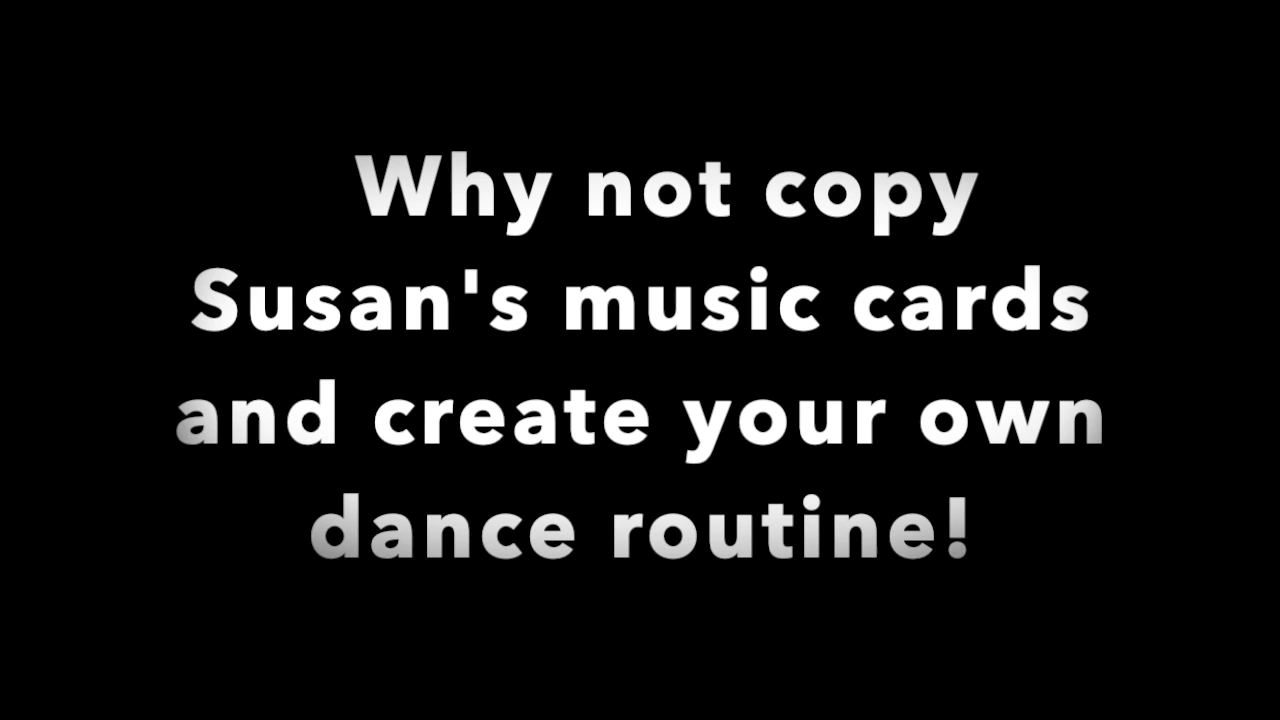 Why not copy
Susan's music cards
and create your own
dance routine!